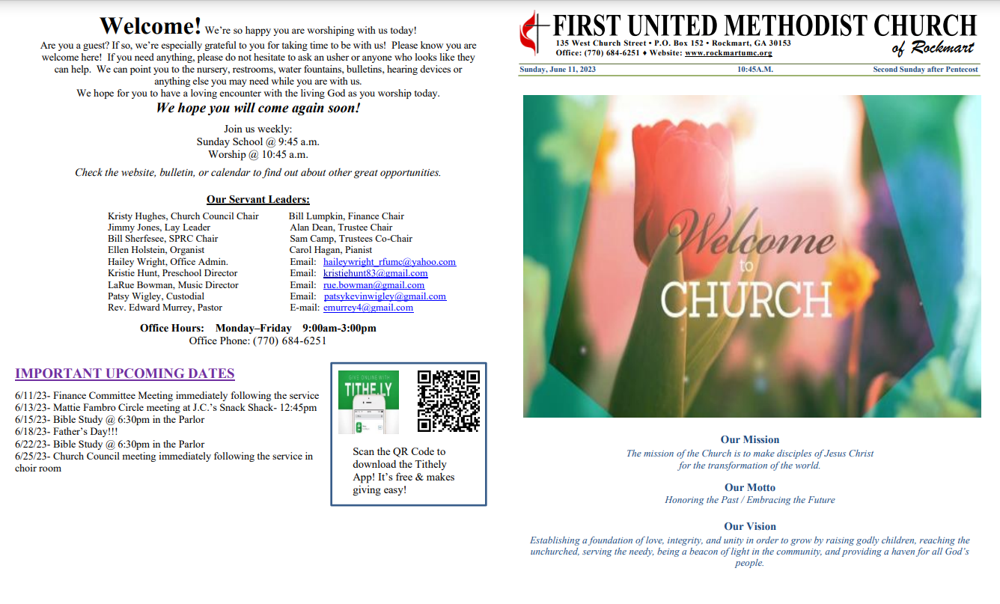 Welcome! We're so happy you are worshiping with us today!
Are you a guest? If so, we're especially grateful to you for taking time to be with us! Please know you are
welcome here! If you need anything, please do not hesitate to ask an usher or anyone who looks like they
can help. We can point you to the nursery, restrooms, water fountains, bulletins, hearing devices or
anything else you may need while you are with us.
We hope for you to have a loving encounter with the living God as you worship today.
We hope you will come again soon!
Join us weekly:
Sunday School @ 9:45 a.m.
Worship @ 10:45 a.m.
Check the website, bulletin, or calendar to find out about other great opportunities.
Our Servant Leaders:
Kristy Hughes, Church Council Chair Bill Lumpkin, Finance Chair
Jimmy Jones, Lay Leader Alan Dean, Trustee Chair
Bill Sherfesee, SPRC Chair Sam Camp, Trustees Co-Chair
Ellen Holstein, Organist Carol Hagan, Pianist
Hailey Wright, Office Admin. Email: haileywright_rfumc@yahoo.com
Kristie Hunt, Preschool Director Email: kristiehunt83@gmail.com
LaRue Bowman, Music Director Email: rue.bowman@gmail.com
Patsy Wigley, Custodial Email: patsykevinwigley@gmail.com
Rev. Edward Murrey, Pastor E-mail: emurrey4@gmail.com
Office Hours: Monday–Friday 9:00am-3:00pm
Office Phone: (770) 684-6251
IMPORTANT UPCOMING DATES
6/11/23- Finance Committee Meeting immediately following the service
6/13/23- Mattie Fambro Circle meeting at J.C.'s Snack Shack- 12:45pm
6/15/23- Bible Study @ 6:30pm in the Parlor
6/18/23- Father's Day!!!
6/22/23- Bible Study @ 6:30pm in the Parlor
6/25/23- Church Council meeting immediately following the service in
choir room
GIVE ONLINE WITH
TITHE.LY
Scan the QR Code to
download the Tithely
App! It's free & makes
giving easy!
FIRST UNITED METHODIST CHURCH
of Rockmart
135 West Church Street • P.O. Box 152 • Rockmart, GA 30153
Office: (770) 684-6251 ♦ Website: www.rockmartumc.org
Sunday, June 11, 2023 10:45A.M. Second Sunday after Pentecost
Welcome
to
CHURCH
Our Mission
The mission of the Church is to make disciples of Jesus Christ
for the transformation of the world.
Our Motto
Honoring the Past / Embracing the Future
Our Vision
Establishing a foundation of love, integrity, and unity in order to grow by raising godly children, reaching the
unchurched, serving the needy, being a beacon of light in the community, and providing a haven for all God's
people.